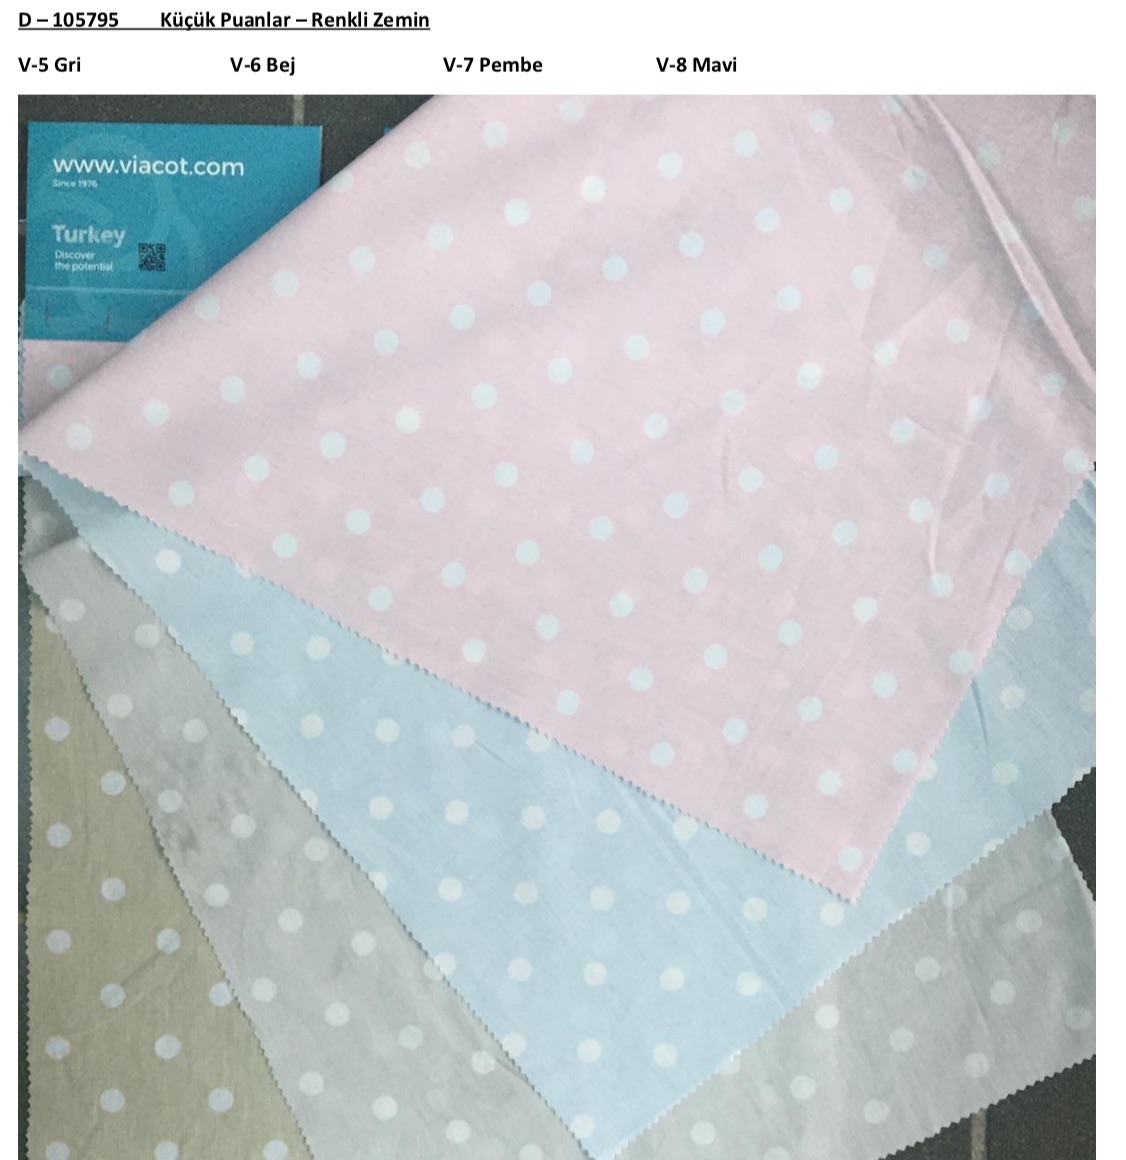 D – 105795 Küçük Puanlar – Renkli Zemin
V-5 Gri V-6 Bej V-7 Pembe V-8 Mavi
www.viacot.com
Since 1976
Turkey
Discover
the potential